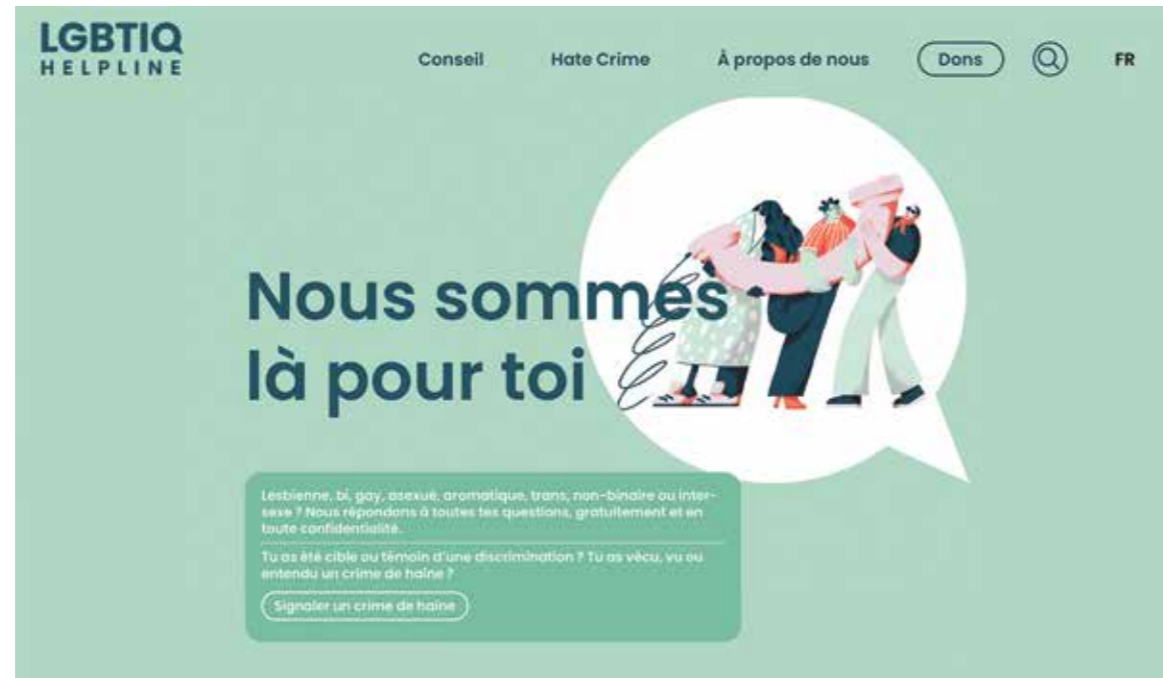 LGBTIQ
HELPLINE
Conseil
Hate Crime
À propos de nous
Dons
FR
Nous sommes
là pour toi
Lesbienne, bi, gay, asexué, aromatique, trans, non-binaire ou inter-
sexe ? Nous répondons à toutes tes questions, gratuitement et en
toute confidentialité.
Tu as été cible ou témoin d'une discrimination ? Tu as vécu, vu ou
entendu un crime de haine ?
Signaler un crime de haine